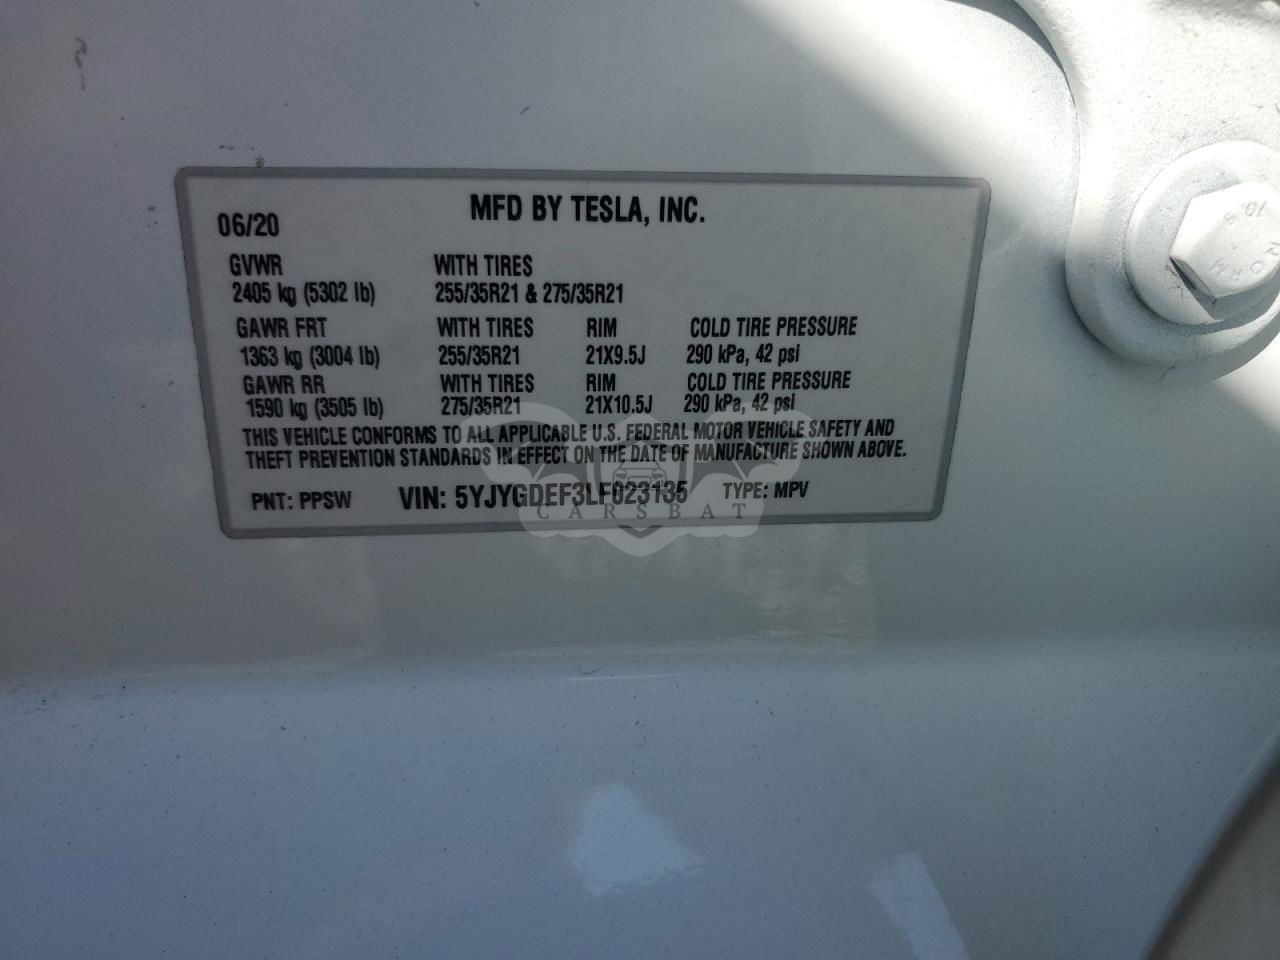 MFD BY TESLA, INC.
06/20
GVWR WITH TIRES
2405 kg (5302 lb) 255/35R21 & 275/35R21
GAWR FRT WITH TIRES RIM COLD TIRE PRESSURE
1363 kg (3004 lb) 255/35R21 21X9.5J 290 kPa, 42 psi
GAWR RR WITH TIRES RIM COLD TIRE PRESSURE
1590 kg (3505 lb) 275/35R21 21X10.5J 290 kPa, 42 psi
THIS VEHICLE CONFORMS TO ALL APPLICABLE U.S. FEDERAL MOTOR VEHICLE SAFETY AND
THEFT PREVENTION STANDARDS IN EFFECT ON THE DATE OF MANUFACTURE SHOWN ABOVE.
PNT: PPSW VIN: 5YJYGDEF3LF023135 TYPE: MPV
CARSBAT
10.9
NORM